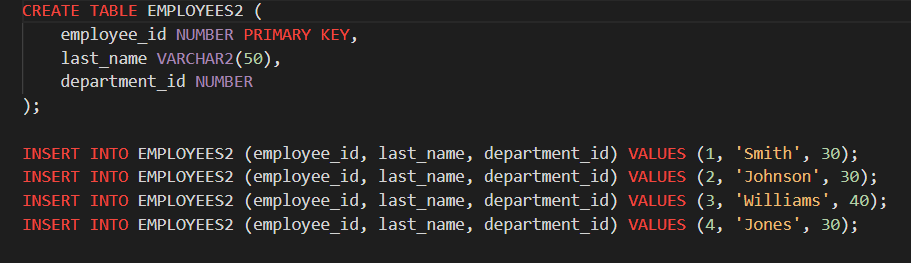 CREATE TABLE EMPLOYEES2 (
    employee_id NUMBER PRIMARY KEY,
    last_name VARCHAR2(50),
    department_id NUMBER
);

INSERT INTO EMPLOYEES2 (employee_id, last_name, department_id) VALUES (1, 'Smith', 30);
INSERT INTO EMPLOYEES2 (employee_id, last_name, department_id) VALUES (2, 'Johnson', 30);
INSERT INTO EMPLOYEES2 (employee_id, last_name, department_id) VALUES (3, 'Williams', 40);
INSERT INTO EMPLOYEES2 (employee_id, last_name, department_id) VALUES (4, 'Jones', 30);